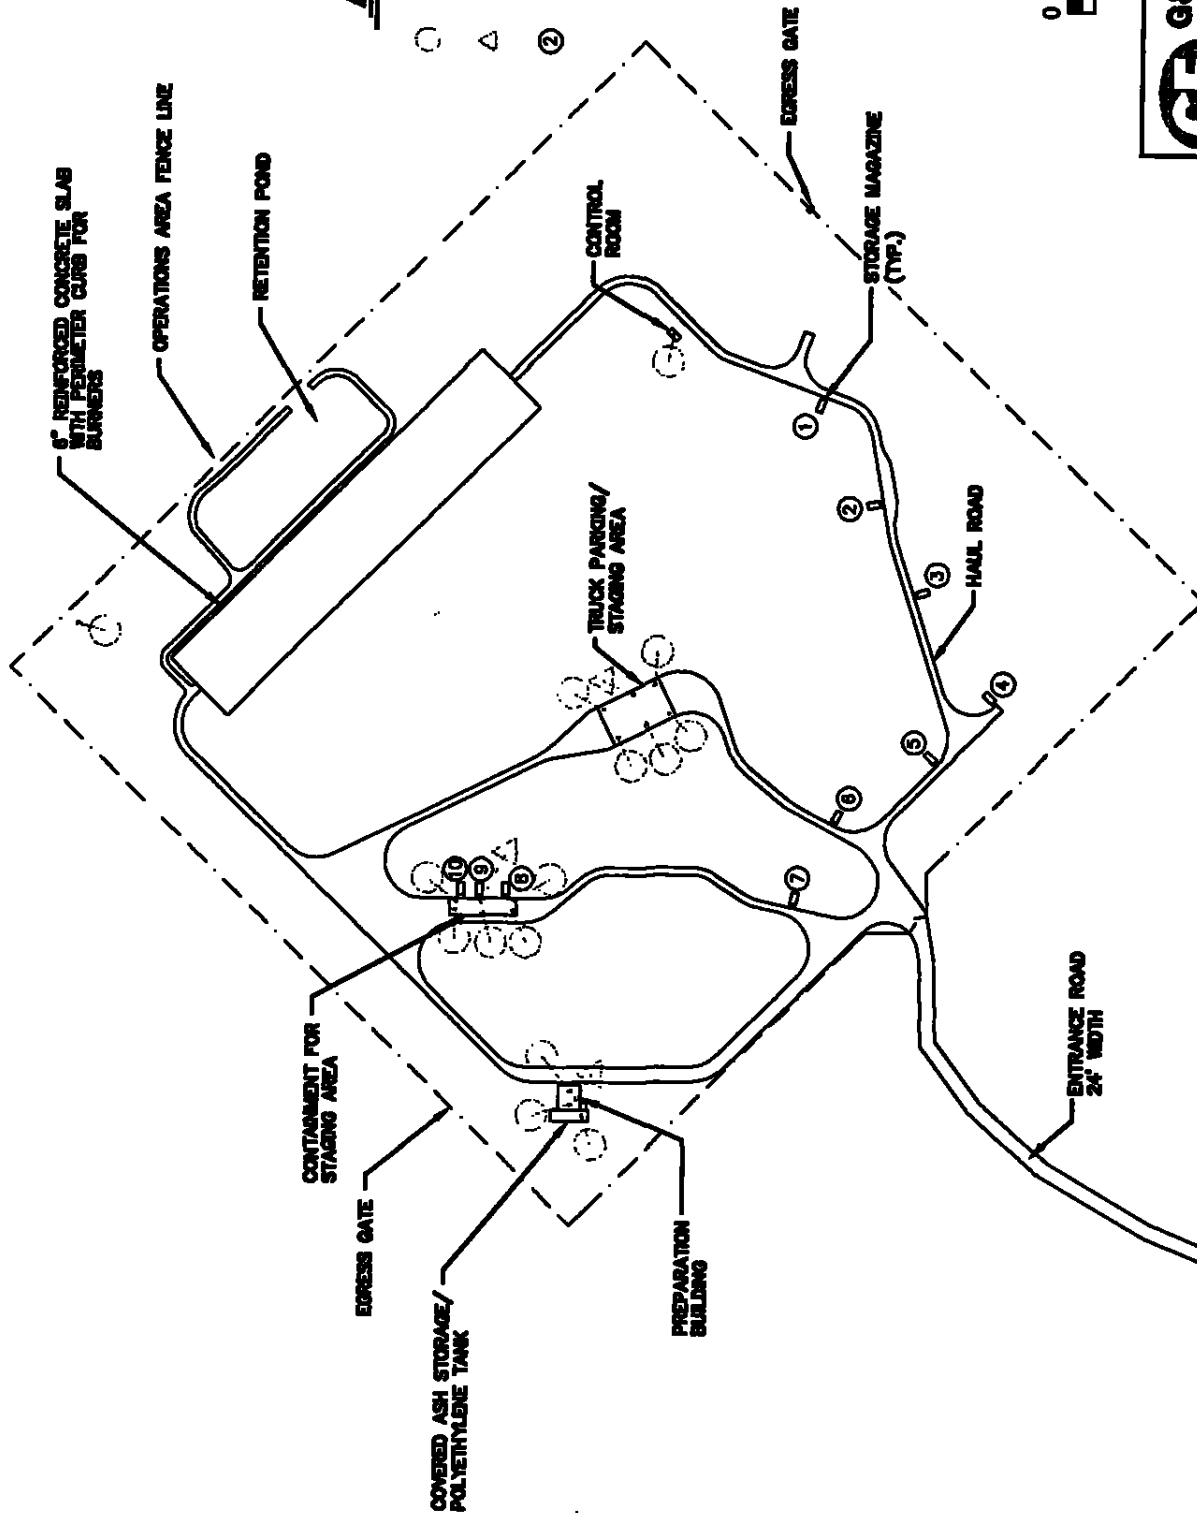 6" REINFORCED CONCRETE SLAB
WITH PERIMETER CURB FOR
BURNERS
OPERATIONS AREA FENCE LINE
RETENTION POND
CONTROL
ROOM
EGRESS GATE
STORAGE MAGAZINE
(TYP.)
TRUCK PARKING/
STAGING AREA
HAUL ROAD
CONTAINMENT FOR
STAGING AREA
EGRESS GATE
COVERED ASH STORAGE/
POLYETHYLENE TANK
PREPARATION
BUILDING
ENTRANCE ROAD
24' WIDTH
1
2
3
4
5
6
7
8
9
10
2
0